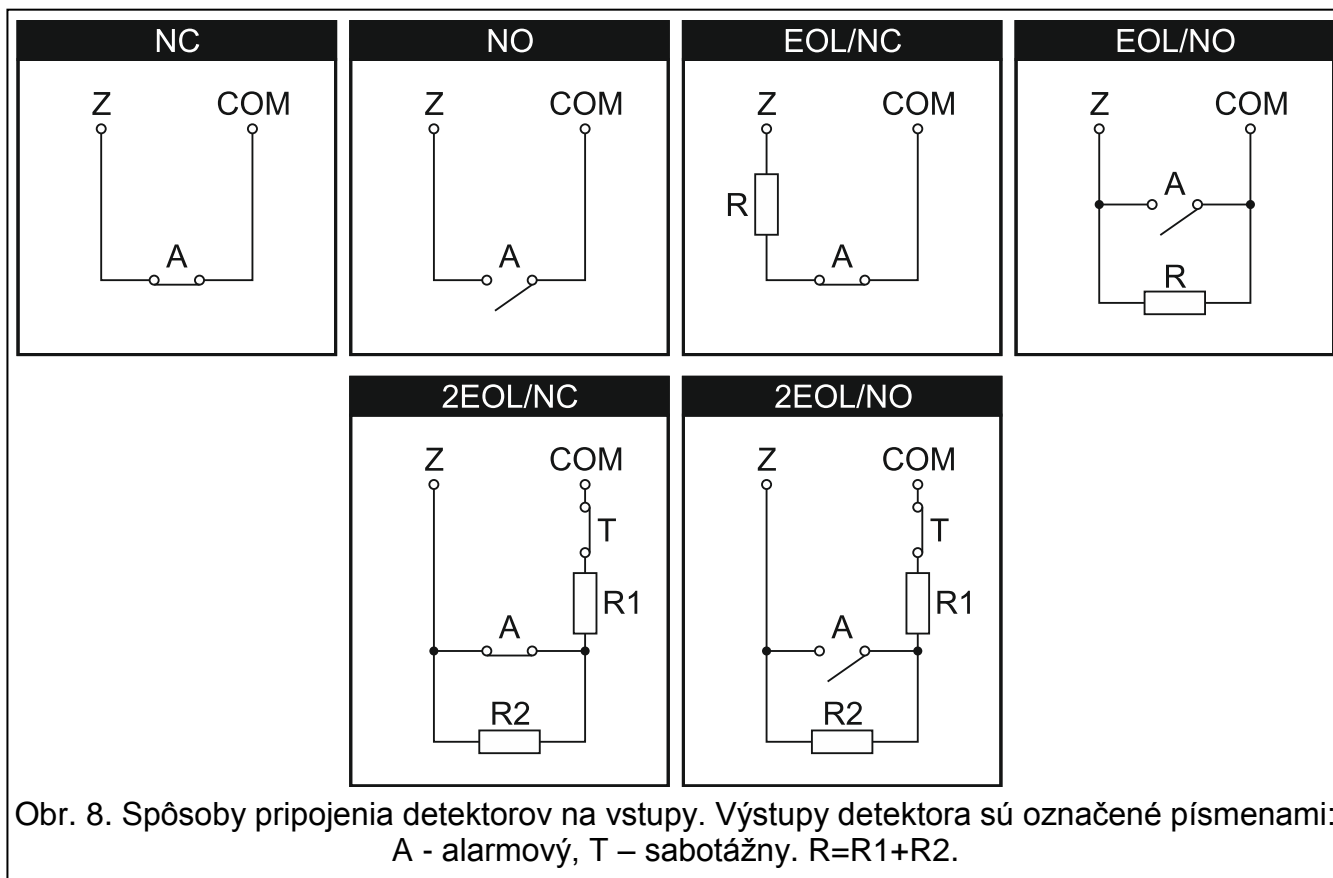 NC NO EOL/NC EOL/NO
Z COM Z COM Z COM Z COM
A
A
R A
A
R
2EOL/NC 2EOL/NO
Z COM Z COM
T T
R1 R1
A A
R2 R2
Obr. 8. Spôsoby pripojenia detektorov na vstupy. Výstupy detektora sú označené písmenami:
A - alarmový, T – sabotážny. R=R1+R2.